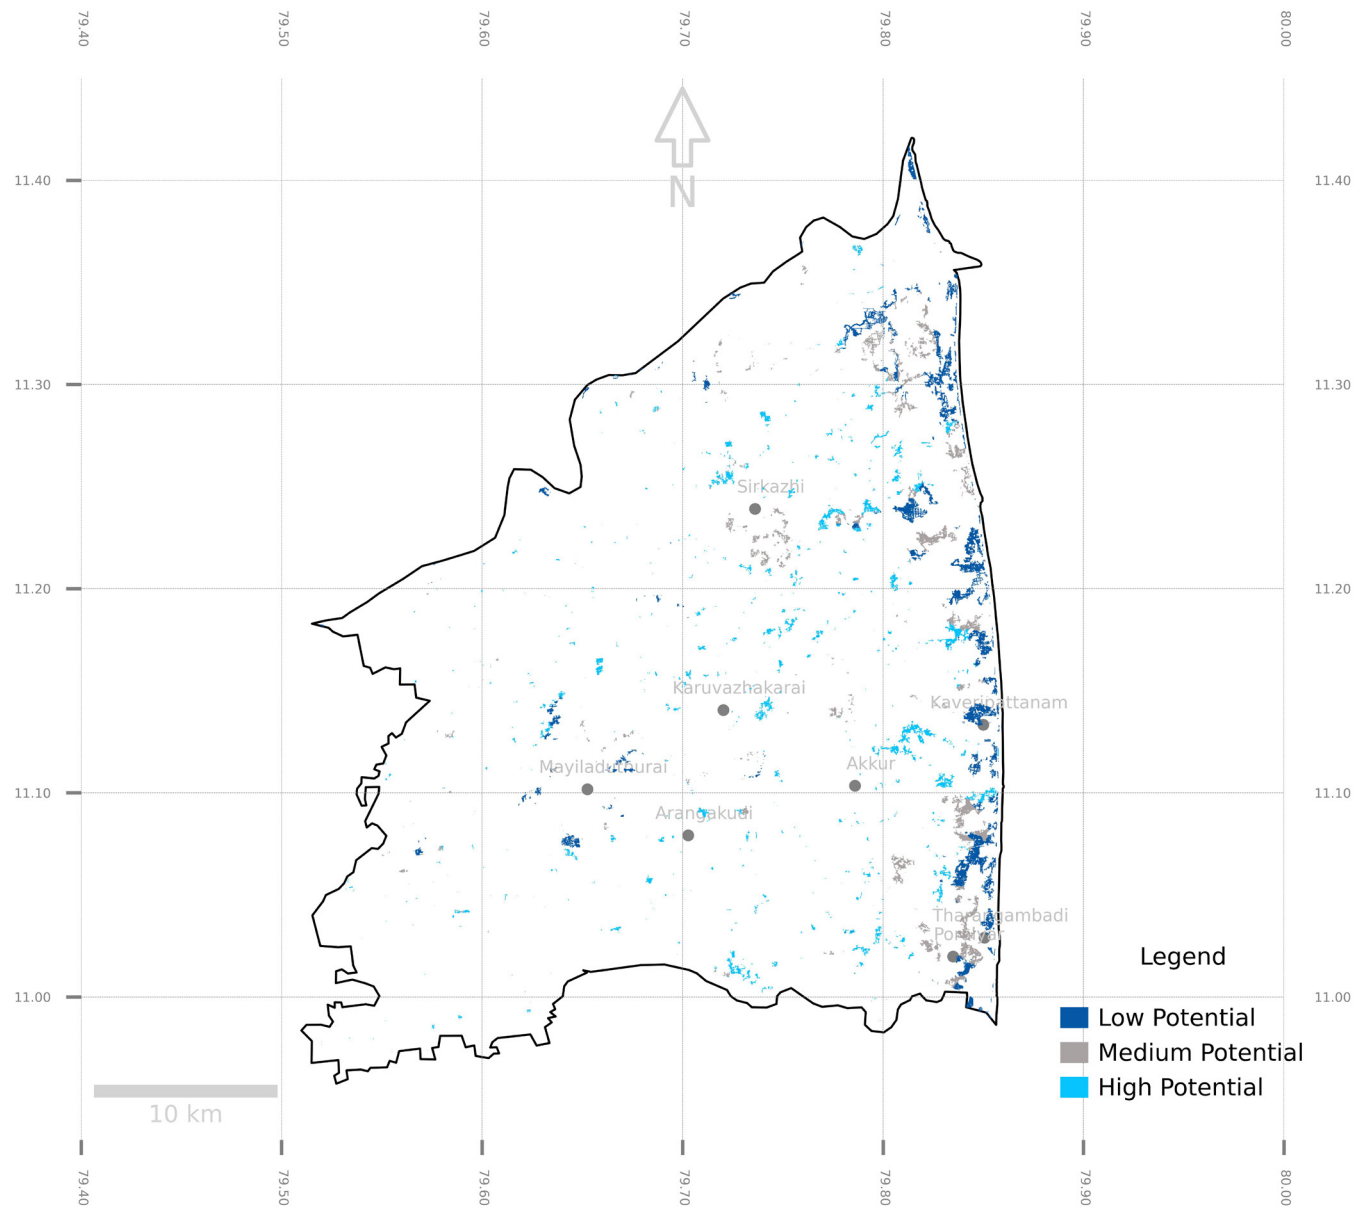 79.40 79.50 79.60 79.70 79.80 79.90 80.00
N
11.40 11.40
11.30 11.30
Sirkazhi
11.20 11.20
Karuvazhakarai
Kaveripattanam
Mayiladuthurai
Akkur
11.10 11.10
Arangakudi
Tharangambadi
Poraiyar
Legend
11.00 11.00
Low Potential
Medium Potential
High Potential
10 km
79.40 79.50 79.60 79.70 79.80 79.90 80.00